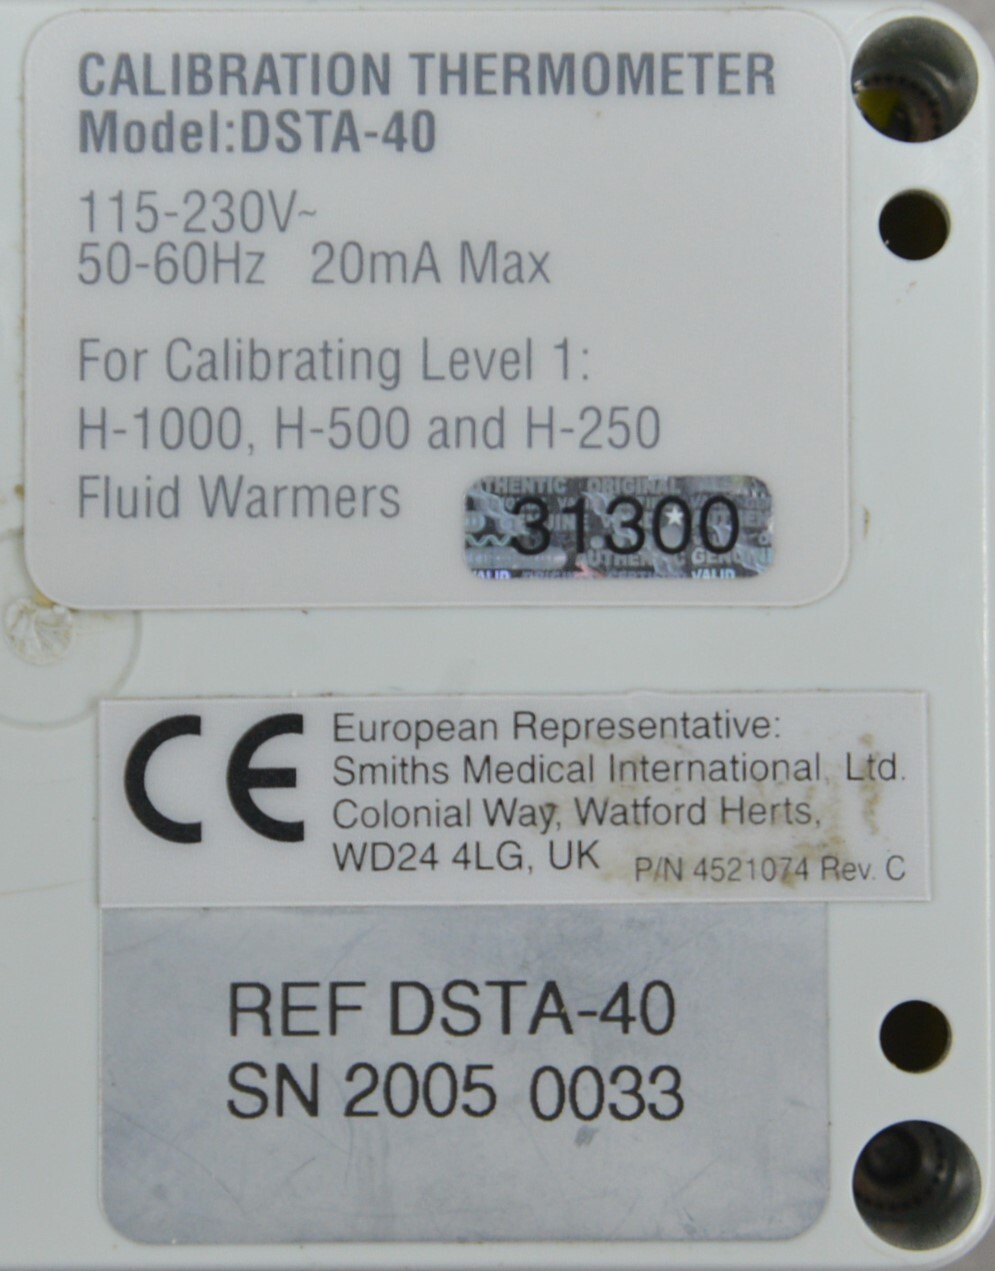 CALIBRATION THERMOMETER
Model:DSTA-40
115-230V~
50-60Hz 20mA Max
For Calibrating Level 1:
H-1000, H-500 and H-250
Fluid Warmers
31300
CE
European Representative:
Smiths Medical International, Ltd.
Colonial Way, Watford Herts,
WD24 4LG, UK
P/N 4521074 Rev. C
REF DSTA-40
SN 2005 0033